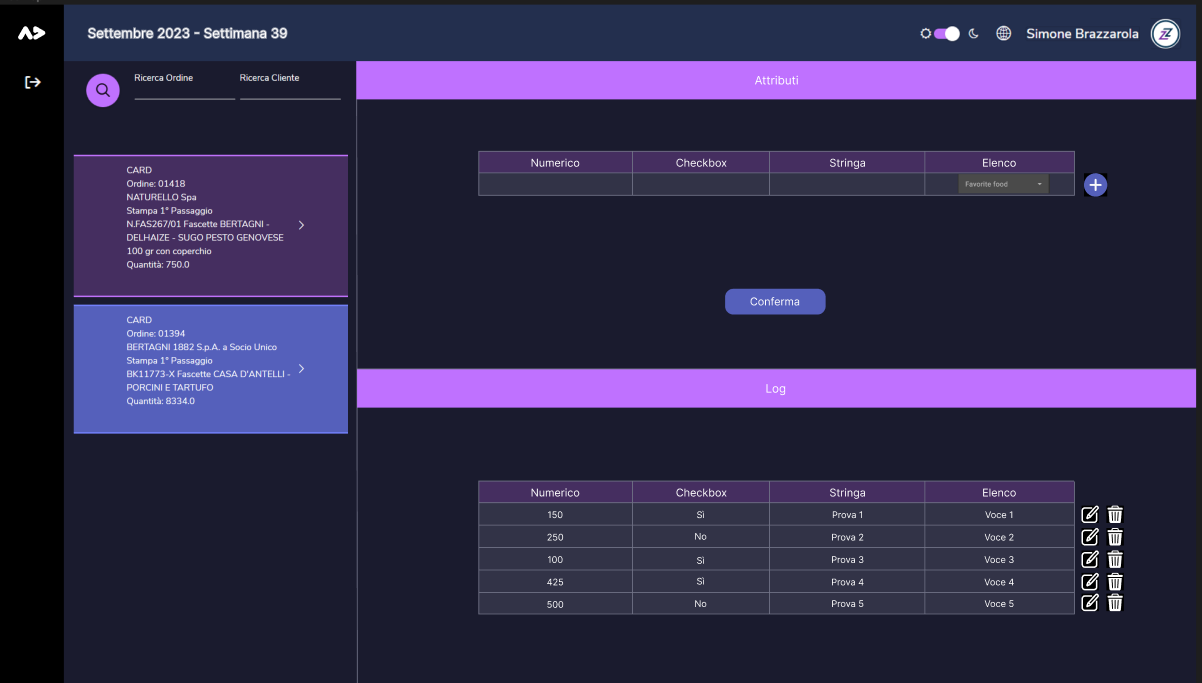 Settembre 2023 - Settimana 39
Simone Brazzarola
Ricerca Ordine
Ricerca Cliente
CARD
Ordine: 01418
NATURELLO Spa
Stampa 1° Passaggio
N.FAS267/01 Fascette BERTAGNI -
DELHAIZE - SUGO PESTO GENOVESE
100 gr con coperchio
Quantità: 750.0
CARD
Ordine: 01394
BERTAGNI 1882 S.p.A. a Socio Unico
Stampa 1° Passaggio
BK11773-X Fascette CASA D'ANTELLI -
PORCINI E TARTUFO
Quantità: 8334.0
Attributi
Numerico Checkbox Stringa Elenco
Favorite food
Conferma
Log
Numerico Checkbox Stringa Elenco
150 Sì Prova 1 Voce 1
250 No Prova 2 Voce 2
100 Sì Prova 3 Voce 3
425 Sì Prova 4 Voce 4
500 No Prova 5 Voce 5